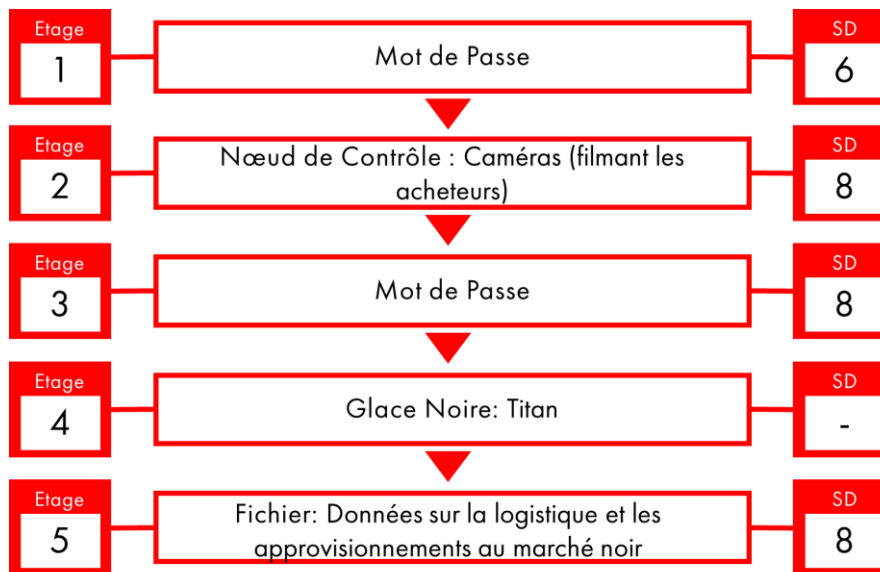 Etage
1
Mot de Passe
SD
6
Etage
2
Nœud de Contrôle : Caméras (filmant les
acheteurs)
SD
8
Etage
3
Mot de Passe
SD
8
Etage
4
Glace Noire: Titan
SD
-
Etage
5
Fichier: Données sur la logistique et les
approvisionnements au marché noir
SD
8